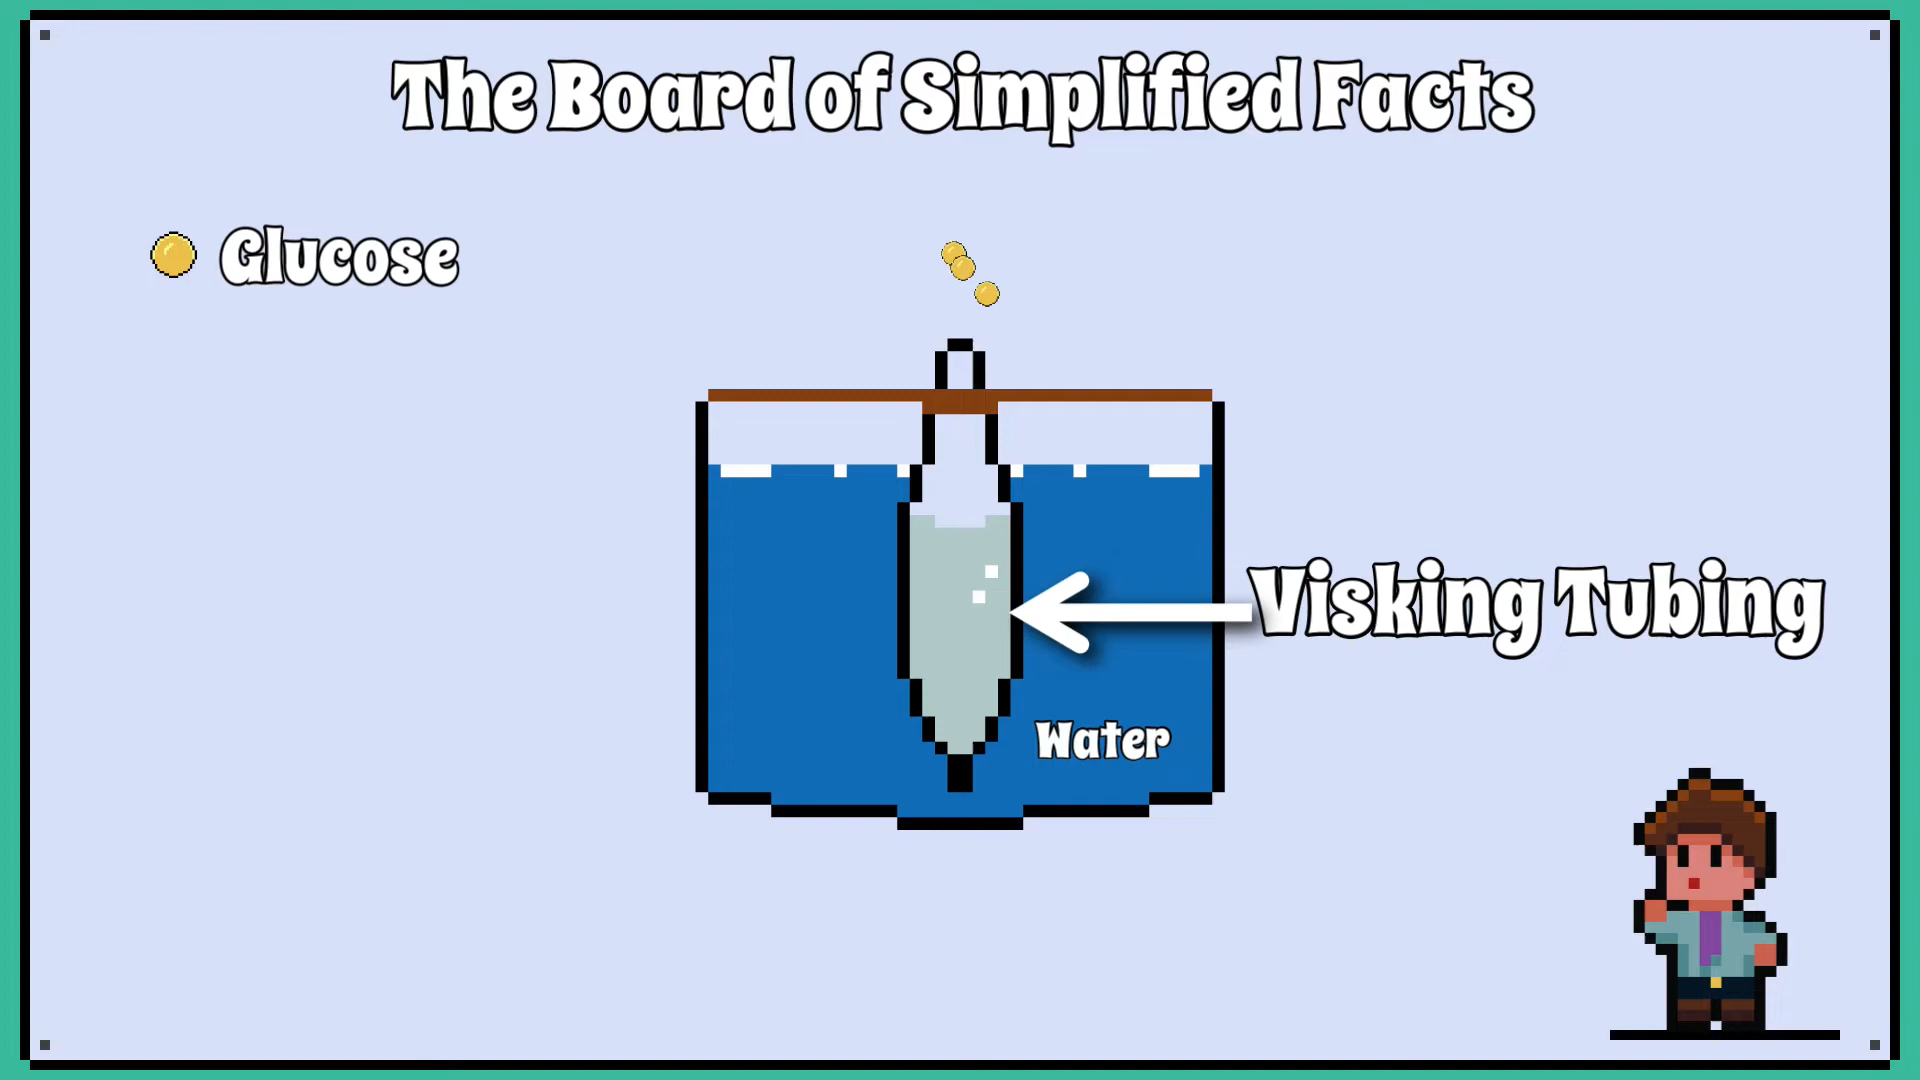 The Board of Simplified Facts
Glucose
Visking Tubing
Water